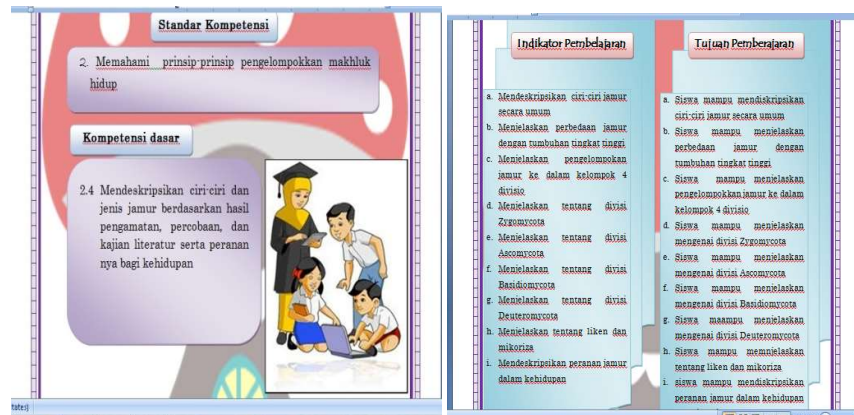 Standar Kompetensi
2. Memahami prinsip-prinsip pengelompokkan makhluk
hidup
Kompetensi dasar
2.4 Mendeskripsikan ciri-ciri dan
jenis jamur berdasarkan hasil
pengamatan, percobaan, dan
kajian literatur serta peranan
nya bagi kehidupan
tates)
Indikator Pembelajaran
a. Mendeskripsikan ciri-ciri jamur
secara umum
b. Menjelaskan perbedaan jamur
dengan tumbuhan tingkat tinggi
c. Menjelaskan pengelompokan
jamur ke dalam kelompok 4
divisio
d. Menjelaskan tentang divisi
Zygomycota
e. Menjelaskan tentang divisi
Ascomycota
f. Menjelaskan tentang divisi
Basidiomycota
g. Menjelaskan tentang divisi
Deuteromycota
h. Menjelaskan tentang liken dan
mikoriza
i. Mendeskripsikan peranan jamur
dalam kehidupan
Tujuan Pemberajaran
a. Siswa mampu mendiskripsikan
ciri-ciri jamur secara umum
b. Siswa mampu menjelaskan
perbedaan jamur dengan
tumbuhan tingkat tinggi
c. Siswa mampu menjelaskan
pengelompokkan jamur ke dalam
kelompok 4 divisio
d. Siswa mampu menjelaskan
mengenai divisi Zygomycota
e. Siswa mampu menjelaskan
mengenai divisi Ascomycota
f. Siswa mampu menjelaskan
mengenai divisi Basidiomycota
g. Siswa maampu menjelaskan
mengenai divisi Deuteromycota
h. Siswa mampu memnjelaskan
tentang liken dan mikoriza
i. siswa mampu mendiskripsikan
peranan jamur dalam kehidupan